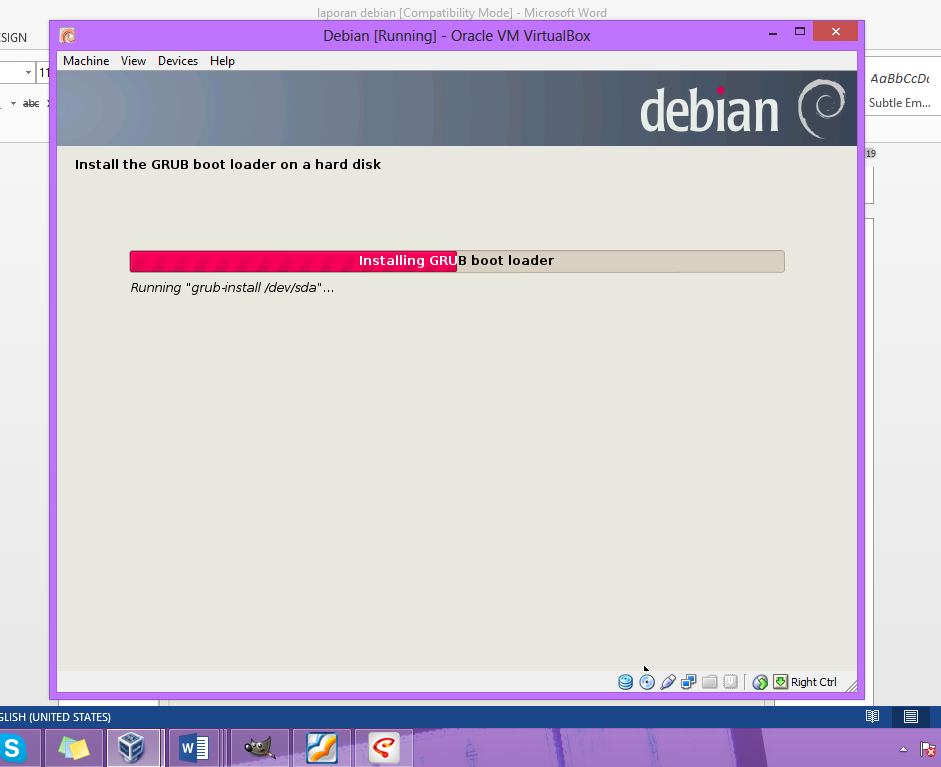 laporan debian [Compatibility Mode] - Microsoft Word
Debian [Running] - Oracle VM VirtualBox
SIGN
Machine View Devices Help
11
abc
AaBbCcDc
Subtle Em...
debian
19
Install the GRUB boot loader on a hard disk
Installing GRUB boot loader
Running "grub-install /dev/sda"...
Right Ctrl
GLISH (UNITED STATES)